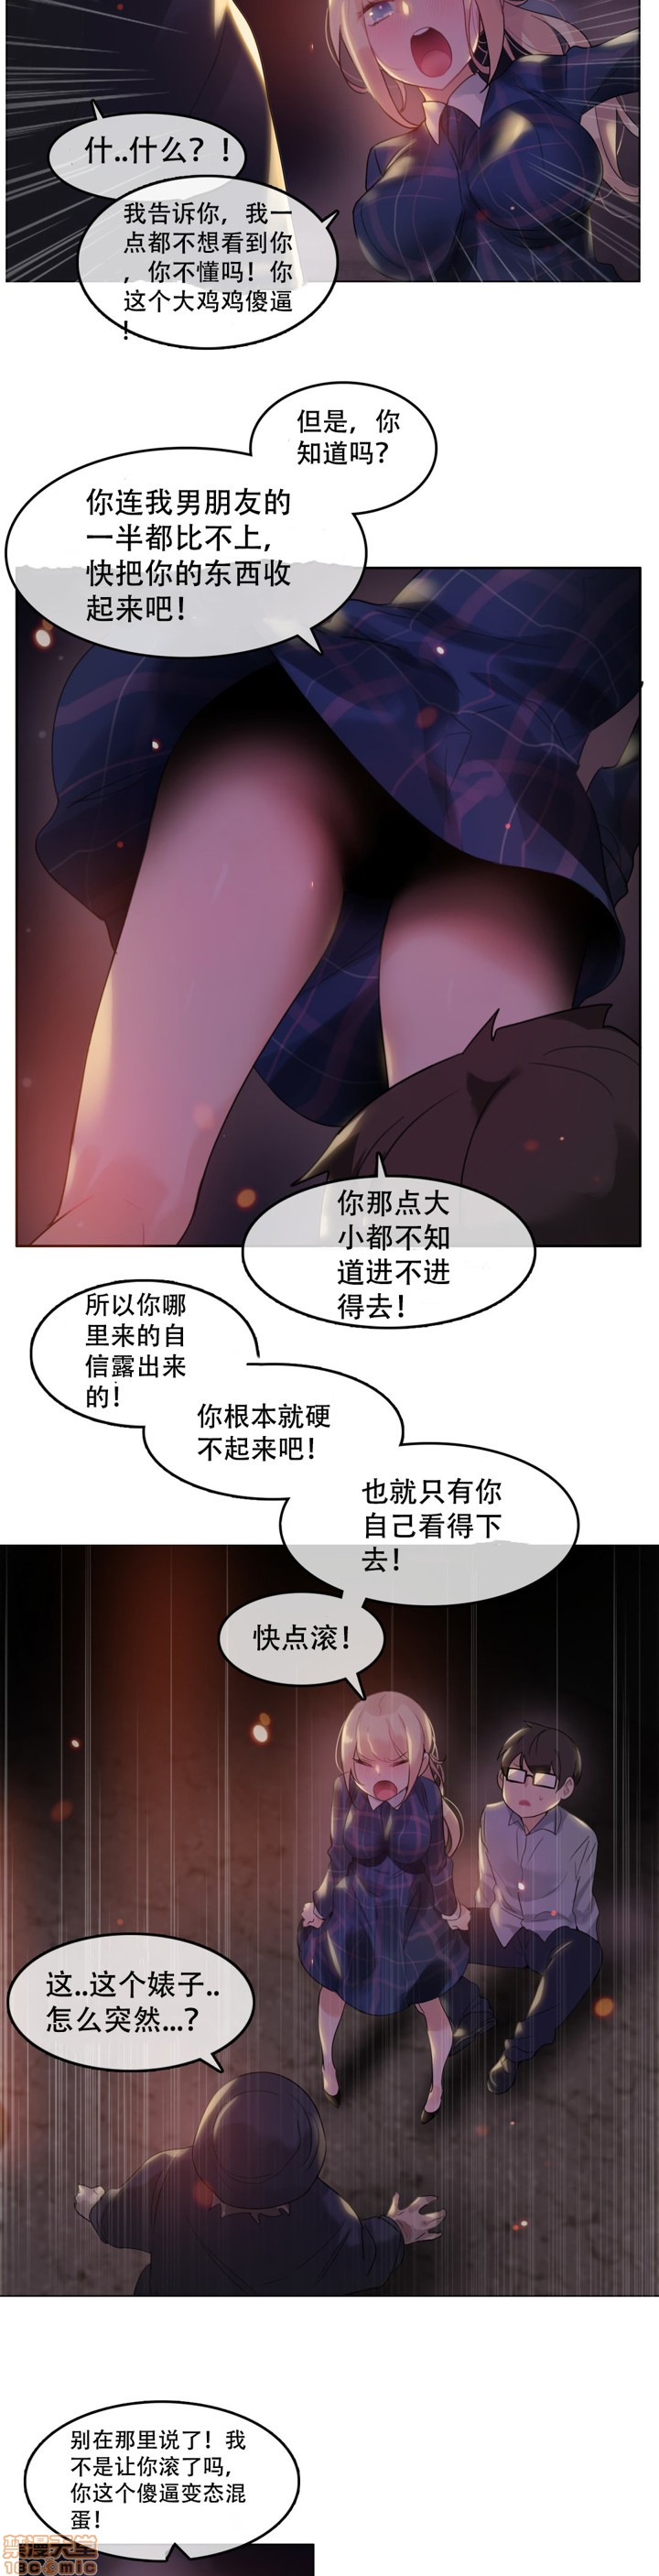 什..什么？！
我告诉你，我一
点都不想看到你
，你不懂吗！你
这个大鸡鸡傻逼
！
但是，你
知道吗？
你连我男朋友的
一半都比不上，
快把你的东西收
起来吧！
你那点大
小都不知
道进不进
得去！
所以你哪
里来的自
信露出来
的！
你根本就硬
不起来吧！
也就只有你
自己看得下
去！
快点滚！
这..这个婊子..
怎么突然...？
别在那里说了！我
不是让你滚了吗，
你这个傻逼变态混
蛋！
禁漫天堂
18comic